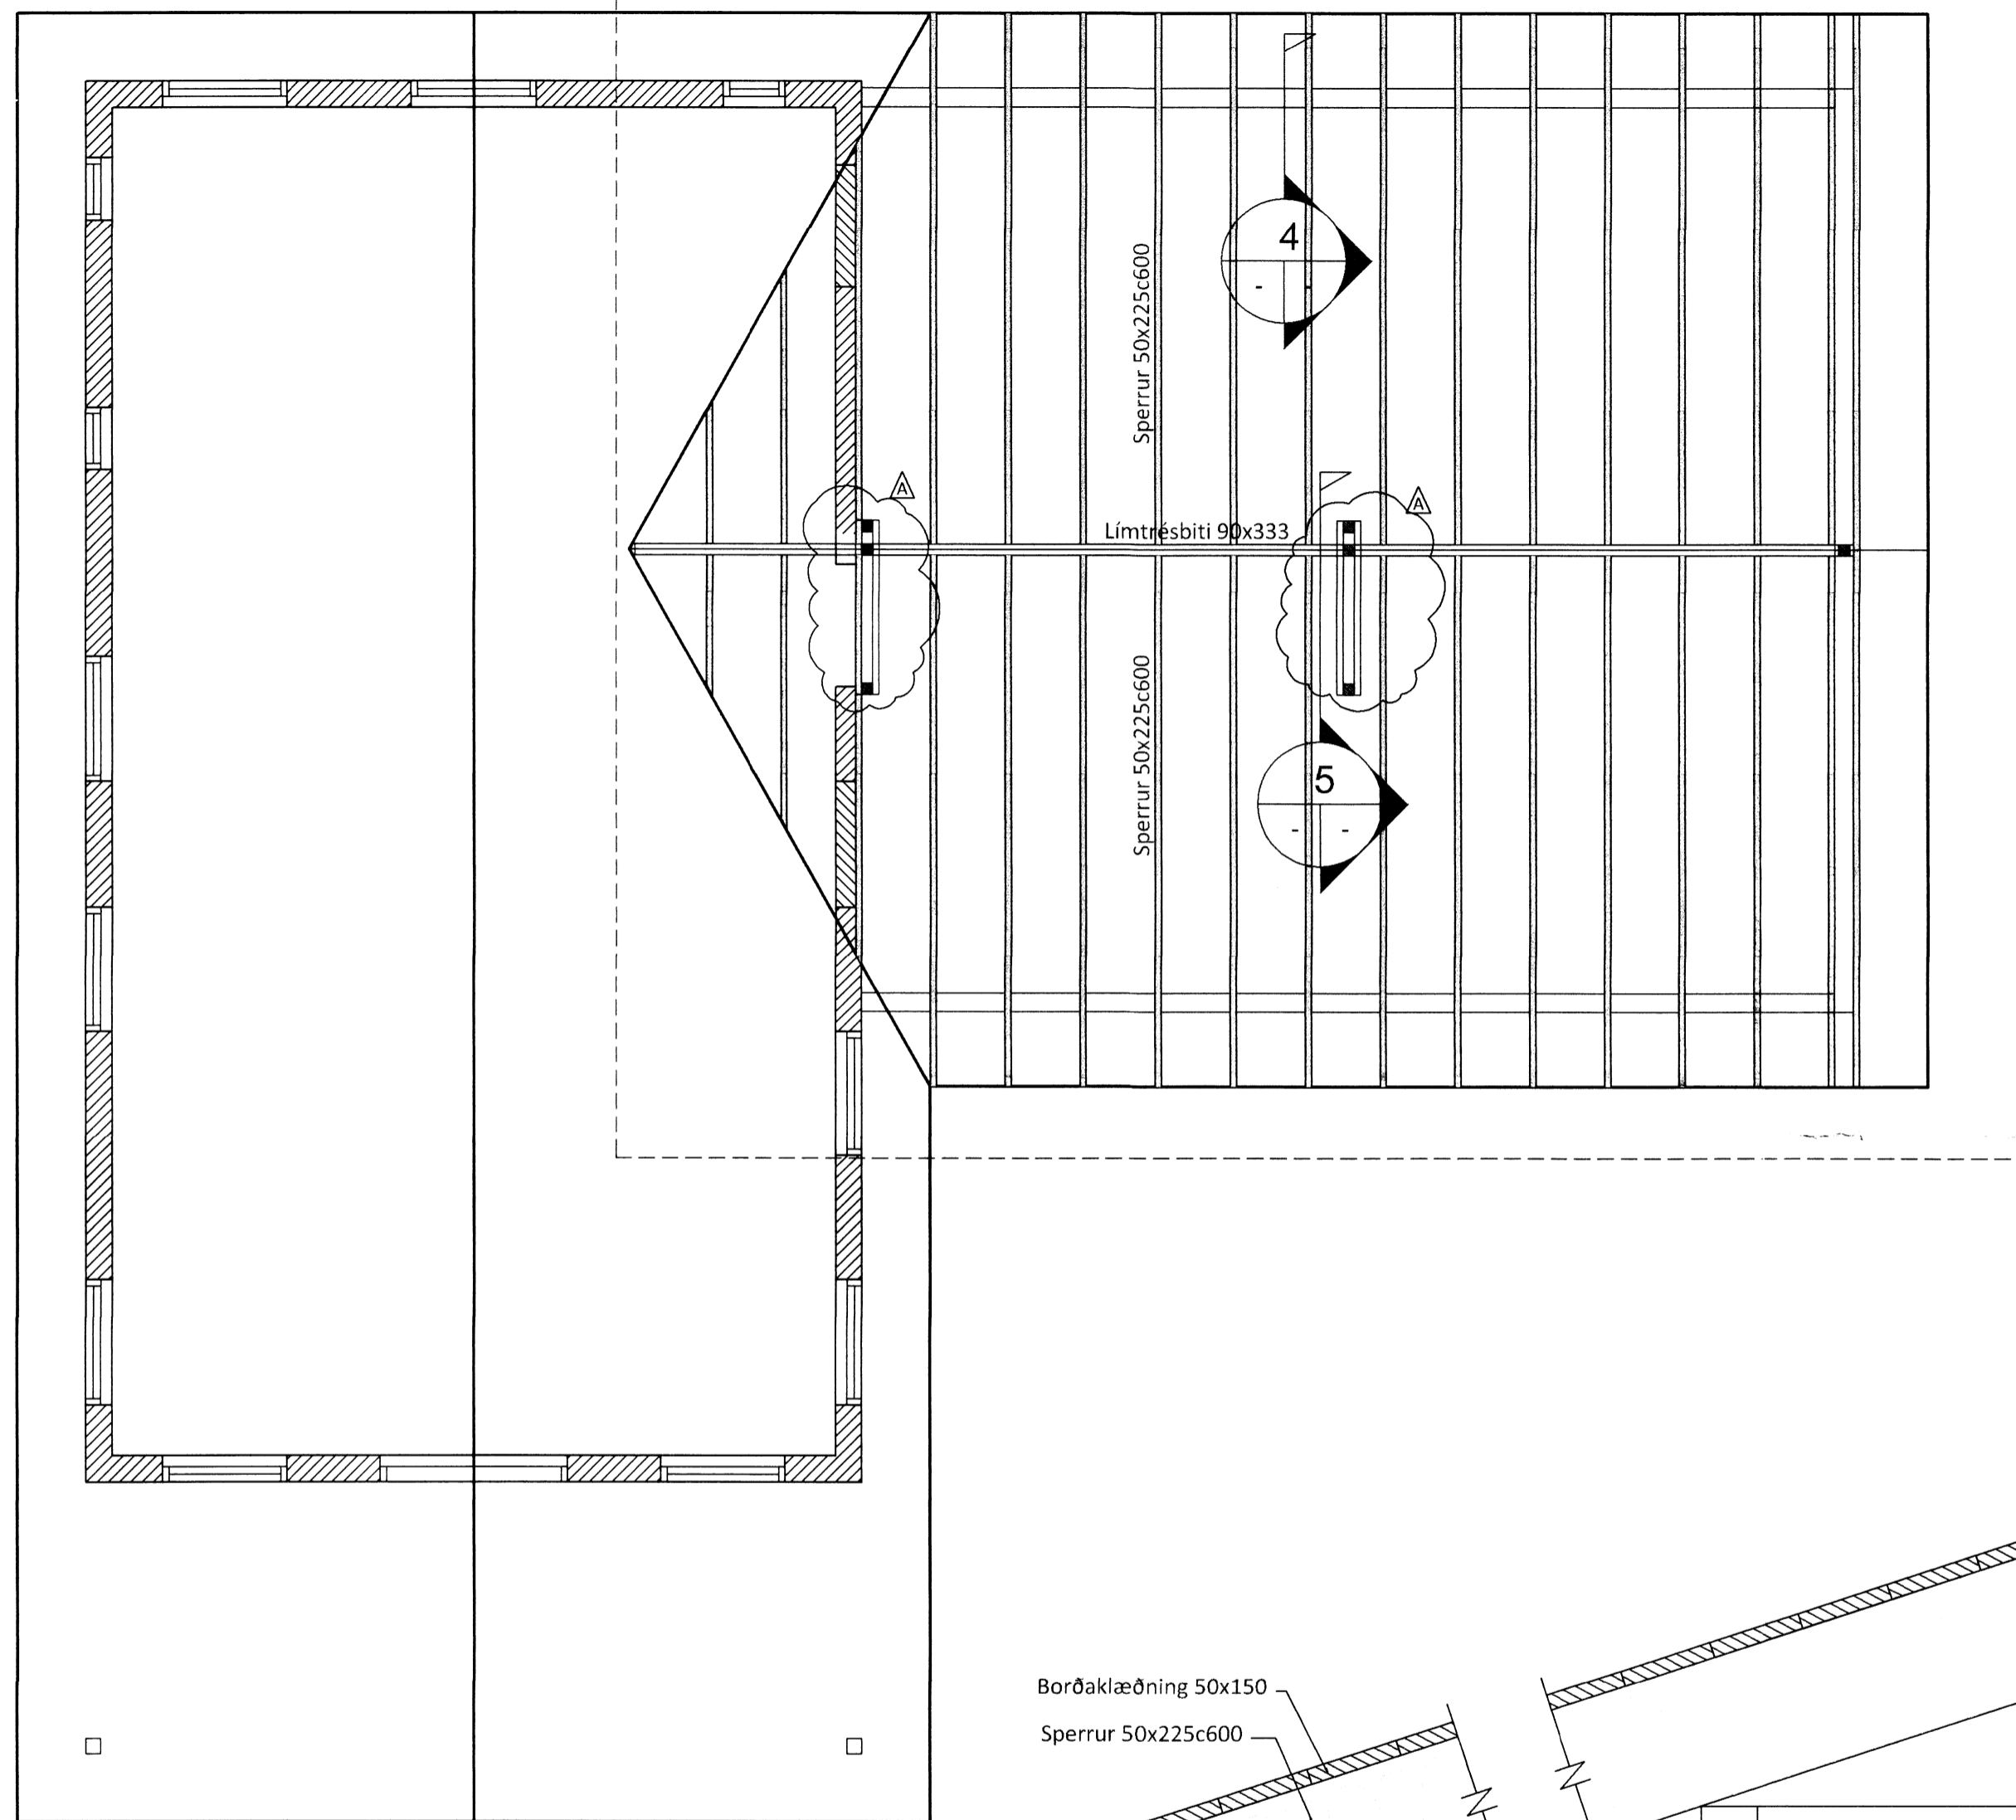 4
- -
Sperrur 50x225c600
A
A
Límtrésbiti 90x333
Sperrur 50x225c600
5
- -
Borðaklæðning 50x150
Sperrur 50x225c600